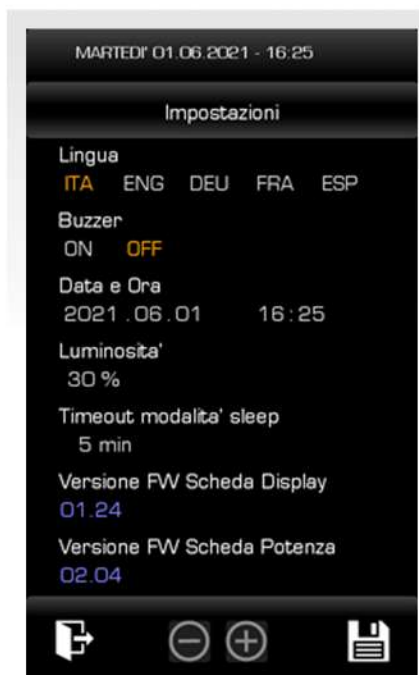 MARTEDI' 01.06.2021 - 16:25
Impostazioni
Lingua
ITA ENG DEU FRA ESP
Buzzer
ON OFF
Data e Ora
2021 .06 .01 16:25
Luminosita'
30 %
Timeout modalita' sleep
5 min
Versione FW Scheda Display
01.24
Versione FW Scheda Potenza
02.04